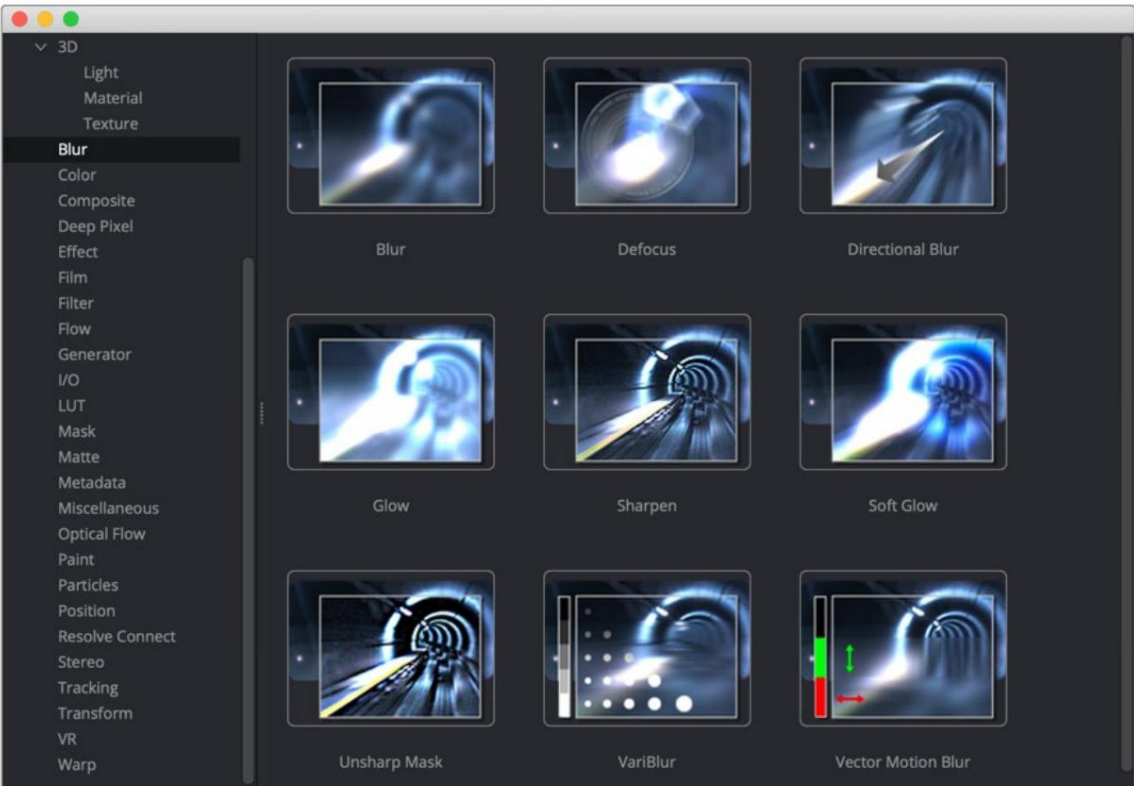 3D
Light
Material
Texture
Blur
Color
Composite
Deep Pixel
Effect
Film
Filter
Flow
Generator
I/O
LUT
Mask
Matte
Metadata
Miscellaneous
Optical Flow
Paint
Particles
Position
Resolve Connect
Stereo
Tracking
Transform
VR
Warp
Blur
Defocus
Directional Blur
Glow
Sharpen
Soft Glow
Unsharp Mask
VariBlur
Vector Motion Blur